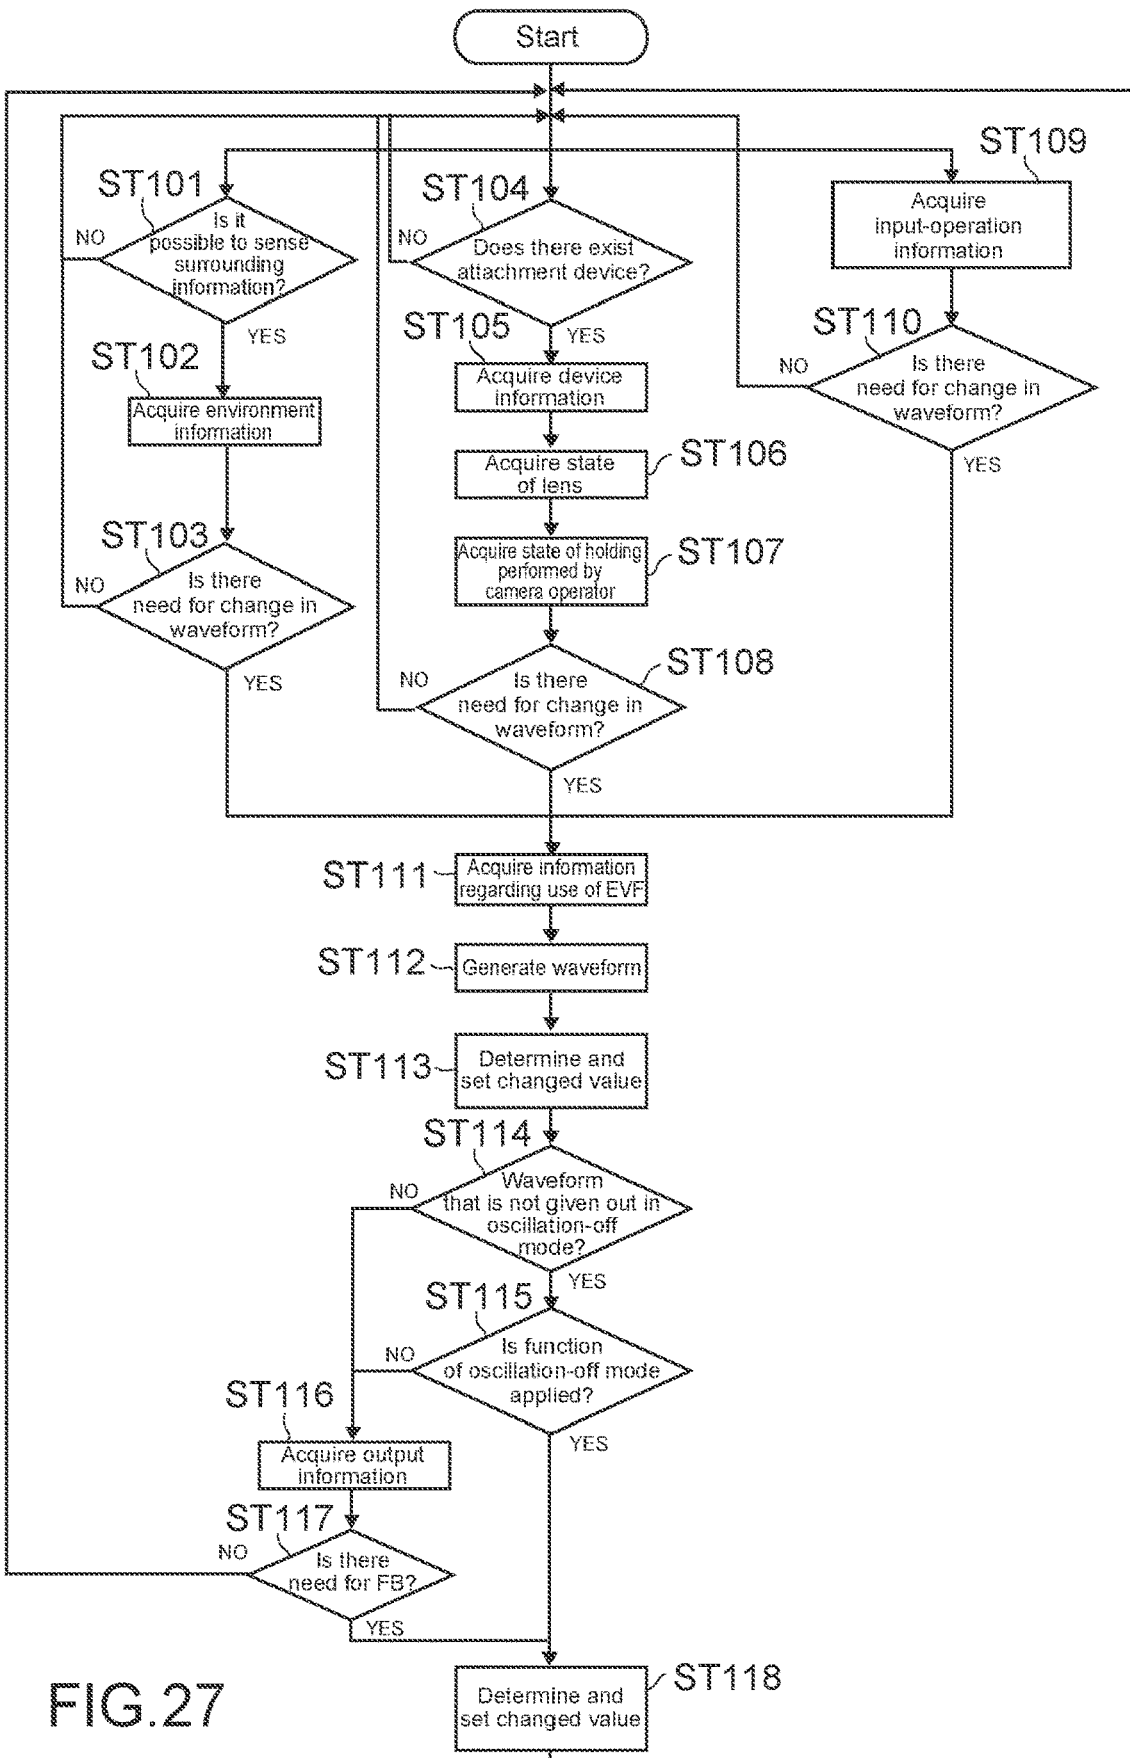 Start
ST101
Is it
possible to sense
surrounding
information?
NO
YES
ST102
Acquire environment
information
ST103
Is there
need for change in
waveform?
NO
YES
ST104
Does there exist
attachment device?
NO
YES
ST105
Acquire device
information
ST106
Acquire state
of lens
ST107
Acquire state of holding
performed by
camera operator
ST108
Is there
need for change in
waveform?
NO
YES
ST109
Acquire
input-operation
information
ST110
Is there
need for change in
waveform?
NO
YES
ST111
Acquire information
regarding use of EVF
ST112
Generate waveform
ST113
Determine and
set changed value
ST114
Waveform
that is not given out in
oscillation-off
mode?
NO
YES
ST115
Is function
of oscillation-off mode
applied?
NO
YES
ST116
Acquire output
information
ST117
Is there
need for FB?
NO
YES
ST118
Determine and
set changed value
FIG.27